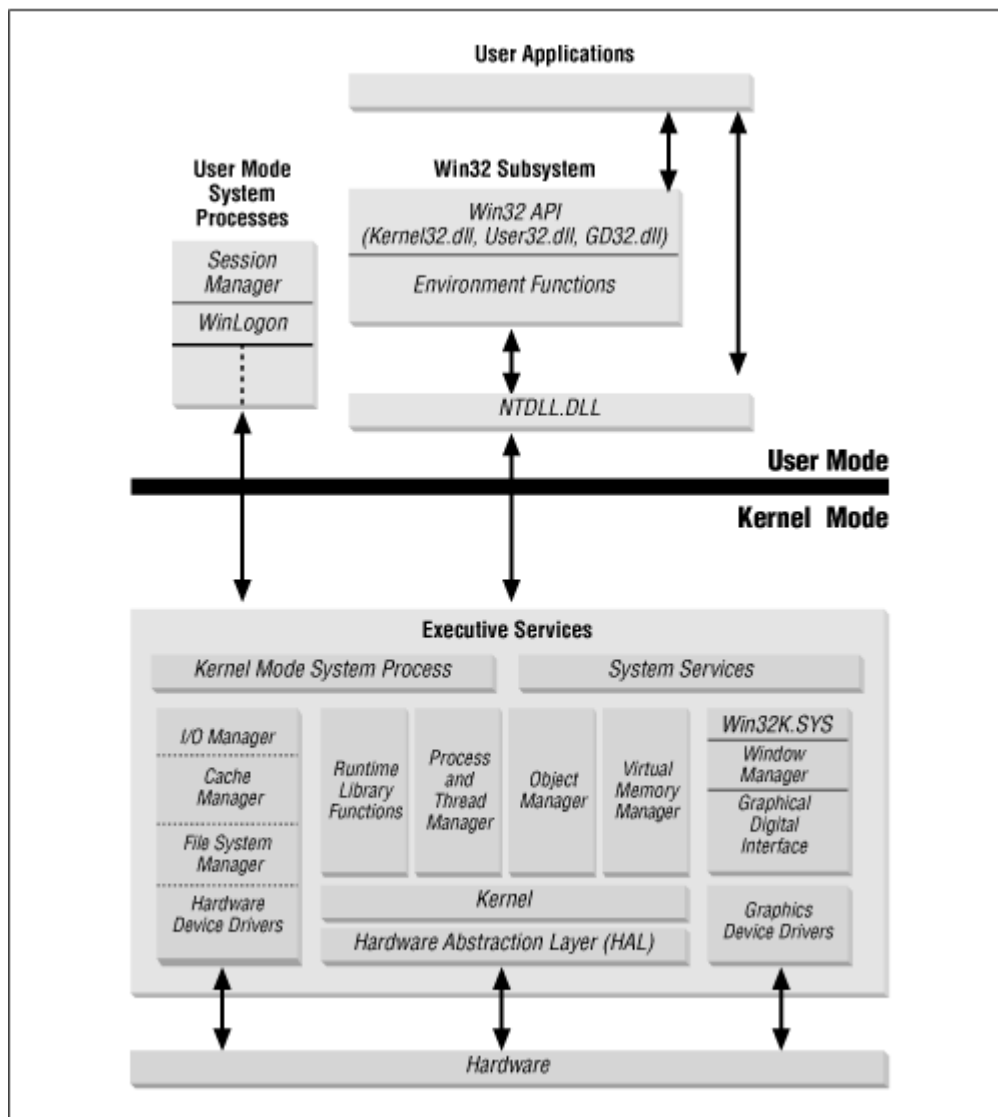 User Applications
User Mode
System
Processes
Session
Manager
WinLogon
Win32 Subsystem
Win32 API
(Kernel32.dll, User32.dll, GD32.dll)
Environment Functions
NTDLL.DLL
User Mode
Kernel Mode
Executive Services
Kernel Mode System Process
System Services
I/O Manager
Cache
Manager
File System
Manager
Hardware
Device Drivers
Runtime
Library
Functions
Process
and
Thread
Manager
Object
Manager
Virtual
Memory
Manager
Win32K.SYS
Window
Manager
Graphical
Digital
Interface
Kernel
Hardware Abstraction Layer (HAL)
Graphics
Device Drivers
Hardware